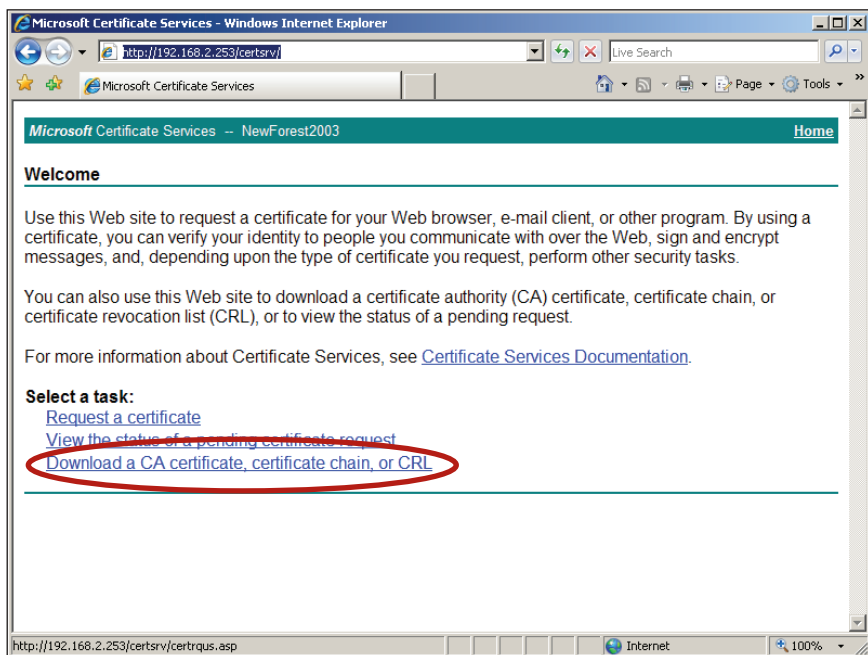 Microsoft Certificate Services - Windows Internet Explorer
http://192.168.2.253/certsrv/
Live Search
Microsoft Certificate Services
Page
Tools
»
Microsoft Certificate Services -- NewForest2003
Home
Welcome
Use this Web site to request a certificate for your Web browser, e-mail client, or other program. By using a
certificate, you can verify your identity to people you communicate with over the Web, sign and encrypt
messages, and, depending upon the type of certificate you request, perform other security tasks.
You can also use this Web site to download a certificate authority (CA) certificate, certificate chain, or
certificate revocation list (CRL), or to view the status of a pending request.
For more information about Certificate Services, see Certificate Services Documentation.
Select a task:
Request a certificate
View the status of a pending certificate request
Download a CA certificate, certificate chain, or CRL
http://192.168.2.253/certsrv/certrqus.asp
Internet
100%